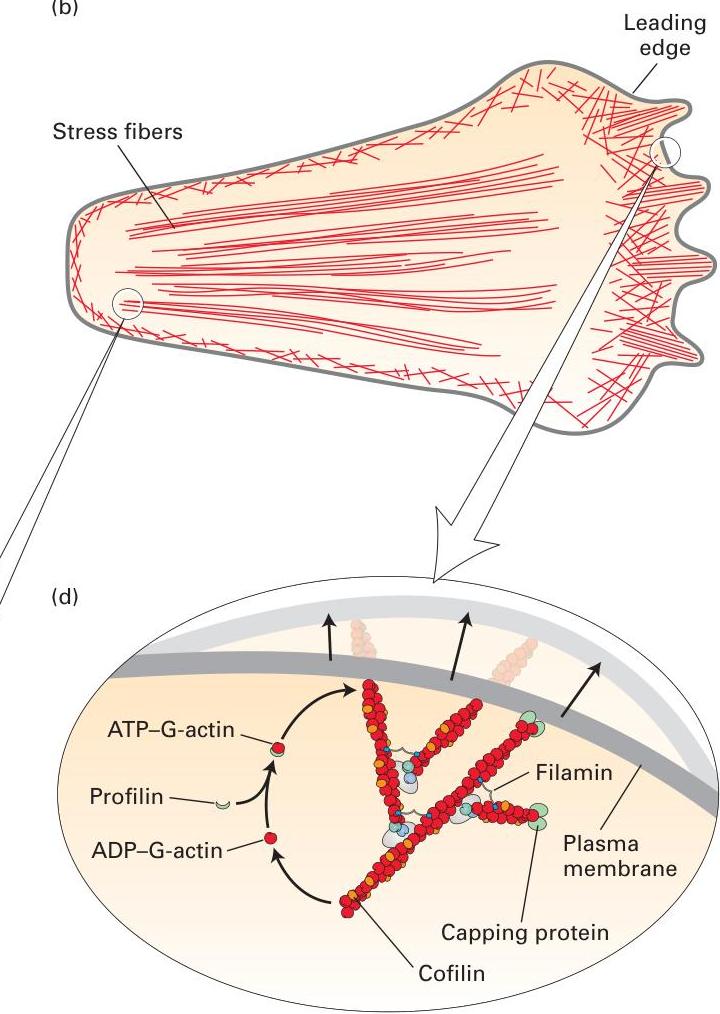 (b)
Leading
edge
Stress fibers
(d)
ATP–G-actin
Profilin
ADP–G-actin
Filamin
Plasma
membrane
Capping protein
Cofilin